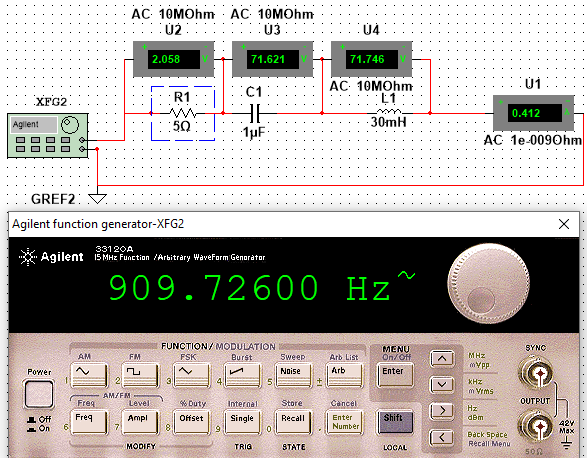 AC 10MOhm AC 10MOhm
U2 U3 U4
2.058 V 71.621 V 71.746 V
AC 10MOhm
XFG2 R1 C1 L1 U1
Agilent 5Ω 1µF 30mH 0.412 A
AC 1e-009Ohm
GREF2
Agilent function generator-XFG2
Agilent 33120A
15 MHz Function / Arbitrary WaveForm Generator
909.72600 Hz~
FUNCTION/ MODULATION MENU SYNC
AM FM FSK Burst Sweep Arb List On/Off MHz
Power 1 2 3 4 5 Noise ± Arb Enter mVpp
AM/FM kHz
Freq Level %Duty Internal Store Cancel mVrms
Off 6 Freq 7 Ampl 8 Offset 9 Single 0 Recall . Enter Number Shift Hz OUTPUT
On dBm
MODIFY TRIG STATE LOCAL Back Space
Recall Menu
42V
Max
50Ω